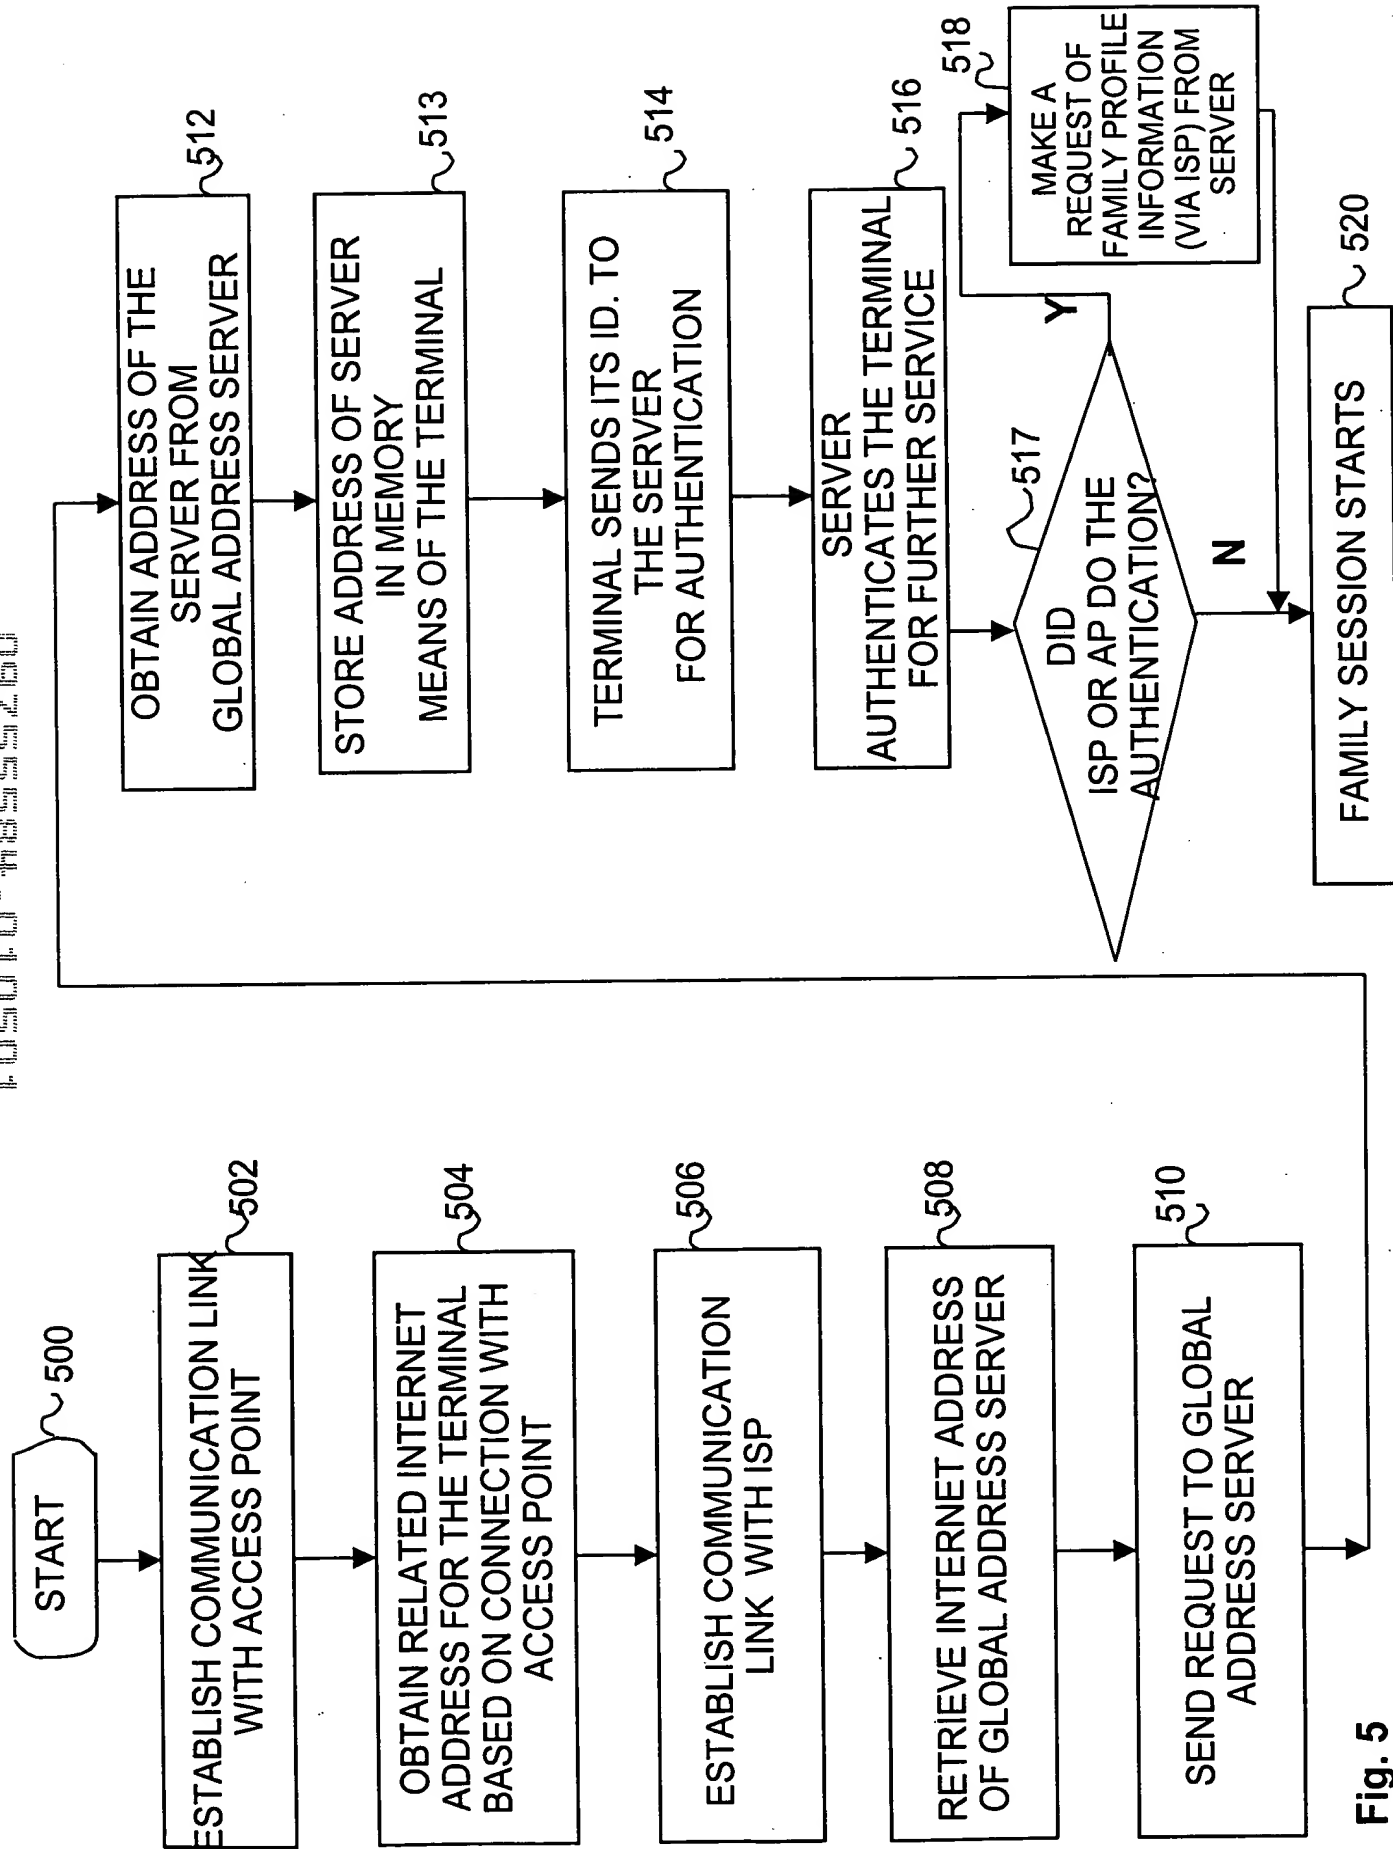 START
500
ESTABLISH COMMUNICATION LINK
WITH ACCESS POINT
502
OBTAIN RELATED INTERNET
ADDRESS FOR THE TERMINAL
BASED ON CONNECTION WITH
ACCESS POINT
504
ESTABLISH COMMUNICATION
LINK WITH ISP
506
RETRIEVE INTERNET ADDRESS
OF GLOBAL ADDRESS SERVER
508
SEND REQUEST TO GLOBAL
ADDRESS SERVER
510
OBTAIN ADDRESS OF THE
SERVER FROM
GLOBAL ADDRESS SERVER
512
STORE ADDRESS OF SERVER
IN MEMORY
MEANS OF THE TERMINAL
513
TERMINAL SENDS ITS ID. TO
THE SERVER
FOR AUTHENTICATION
514
SERVER
AUTHENTICATES THE TERMINAL
FOR FURTHER SERVICE
516
DID
ISP OR AP DO THE
AUTHENTICATION?
517
Y
N
MAKE A
REQUEST OF
FAMILY PROFILE
INFORMATION
(VIA ISP) FROM
SERVER
518
FAMILY SESSION STARTS
520
Fig. 5